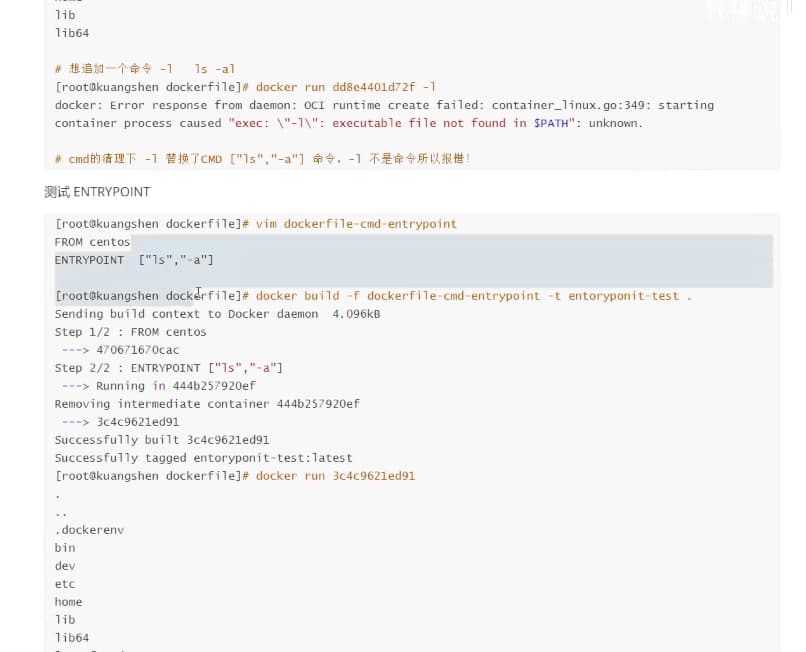 lib
lib64
# 想追加一个命令 -l   ls -al
[root@kuangshen dockerfile]# docker run dd8e4401d72f -l
docker: Error response from daemon: OCI runtime create failed: container_linux.go:349: starting
container process caused "exec: \"-l\": executable file not found in $PATH": unknown.
# cmd的清理下 -l 替换了CMD ["ls","-a"] 命令，-l 不是命令所以报错！
测试 ENTRYPOINT
[root@kuangshen dockerfile]# vim dockerfile-cmd-entrypoint
FROM centos
ENTRYPOINT  ["ls","-a"]
[root@kuangshen dockerfile]# docker build -f dockerfile-cmd-entrypoint -t entoryponit-test .
Sending build context to Docker daemon  4.096kB
Step 1/2 : FROM centos
 ---> 470671670cac
Step 2/2 : ENTRYPOINT ["ls","-a"]
 ---> Running in 444b257920ef
Removing intermediate container 444b257920ef
 ---> 3c4c9621ed91
Successfully built 3c4c9621ed91
Successfully tagged entoryponit-test:latest
[root@kuangshen dockerfile]# docker run 3c4c9621ed91
.
..
.dockerenv
bin
dev
etc
home
lib
lib64